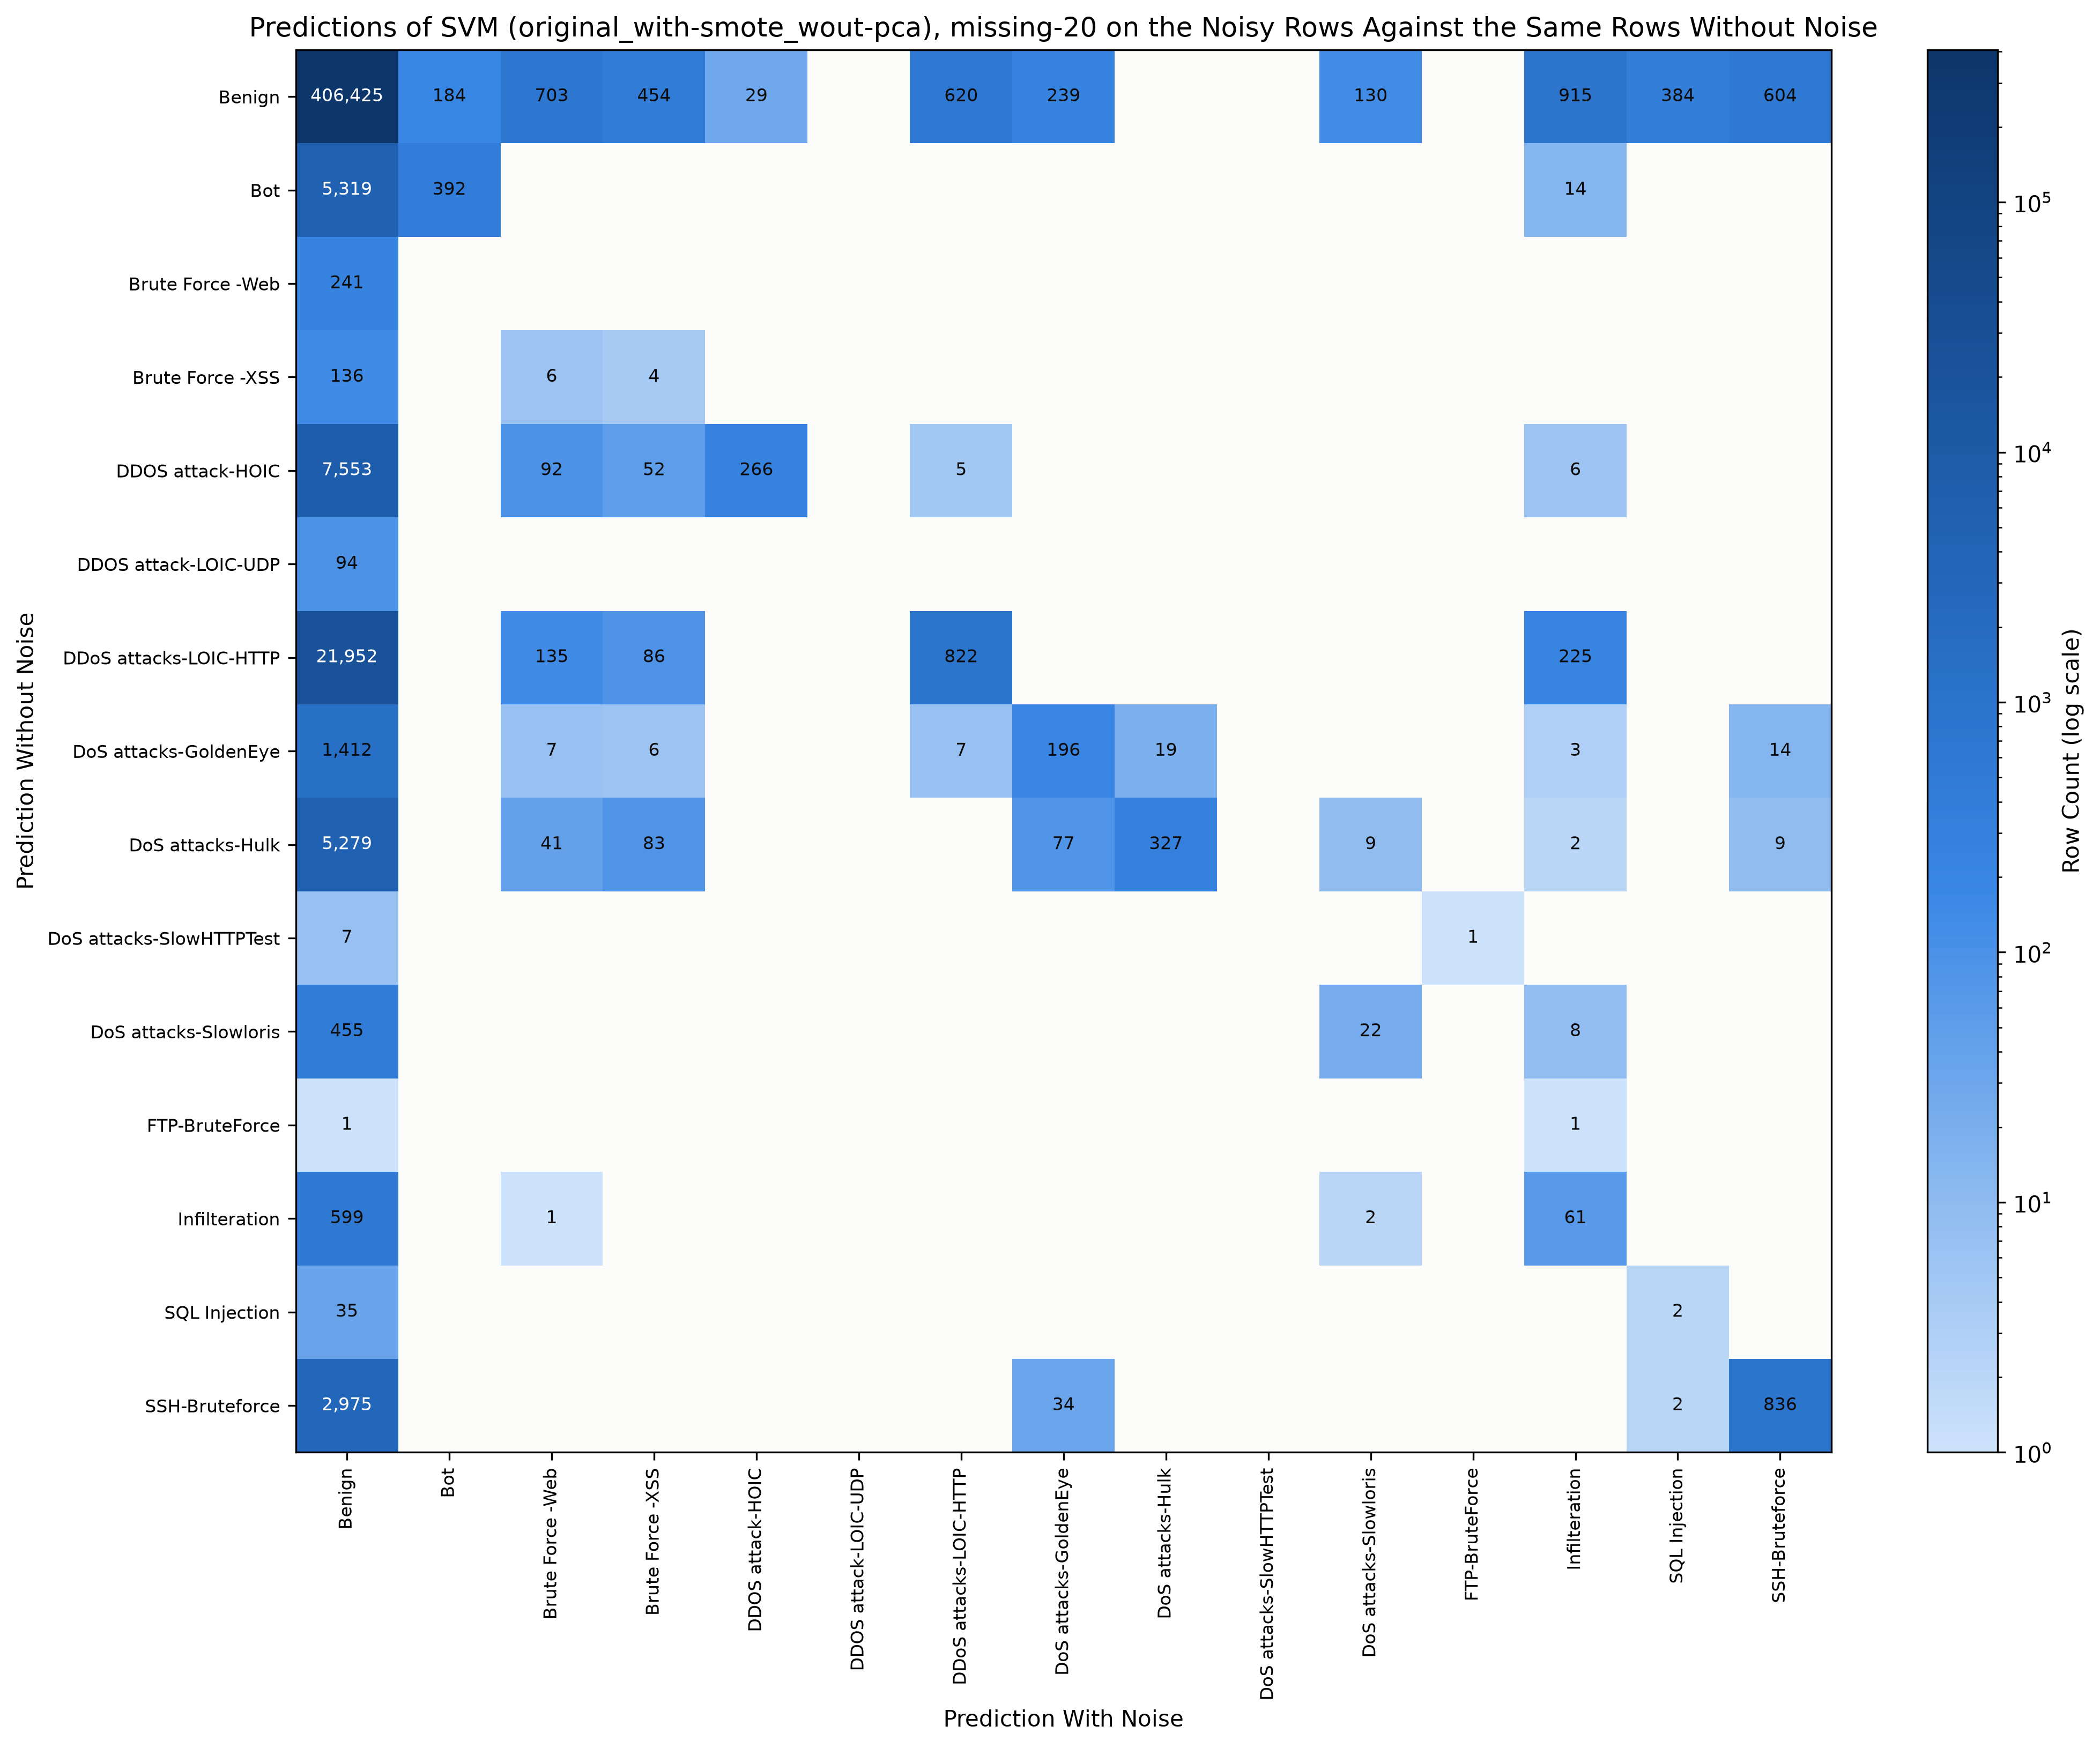 Predictions of SVM (original_with-smote_wout-pca), missing-20 on the Noisy Rows Against the Same Rows Without Noise
Benign 406,425 184 703 454 29 620 239 130 915 384 604
Bot 5,319 392 14
Brute Force -Web 241
Brute Force -XSS 136 6 4
DDOS attack-HOIC 7,553 92 52 266 5 6
DDOS attack-LOIC-UDP 94
DDoS attacks-LOIC-HTTP 21,952 135 86 822 225
DoS attacks-GoldenEye 1,412 7 6 7 196 19 3 14
DoS attacks-Hulk 5,279 41 83 77 327 9 2 9
DoS attacks-SlowHTTPTest 7 1
DoS attacks-Slowloris 455 22 8
FTP-BruteForce 1 1
Infilteration 599 1 2 61
SQL Injection 35 2
SSH-Bruteforce 2,975 34 2 836
Prediction Without Noise
Benign
Bot
Brute Force -Web
Brute Force -XSS
DDOS attack-HOIC
DDOS attack-LOIC-UDP
DDoS attacks-LOIC-HTTP
DoS attacks-GoldenEye
DoS attacks-Hulk
DoS attacks-SlowHTTPTest
DoS attacks-Slowloris
FTP-BruteForce
Infilteration
SQL Injection
SSH-Bruteforce
Prediction With Noise
10⁵
10⁴
10³
10²
10¹
10⁰
Row Count (log scale)